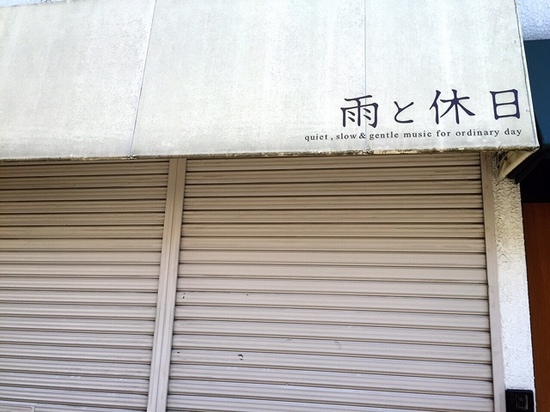 雨と休日
quiet, slow & gentle music for ordinary day